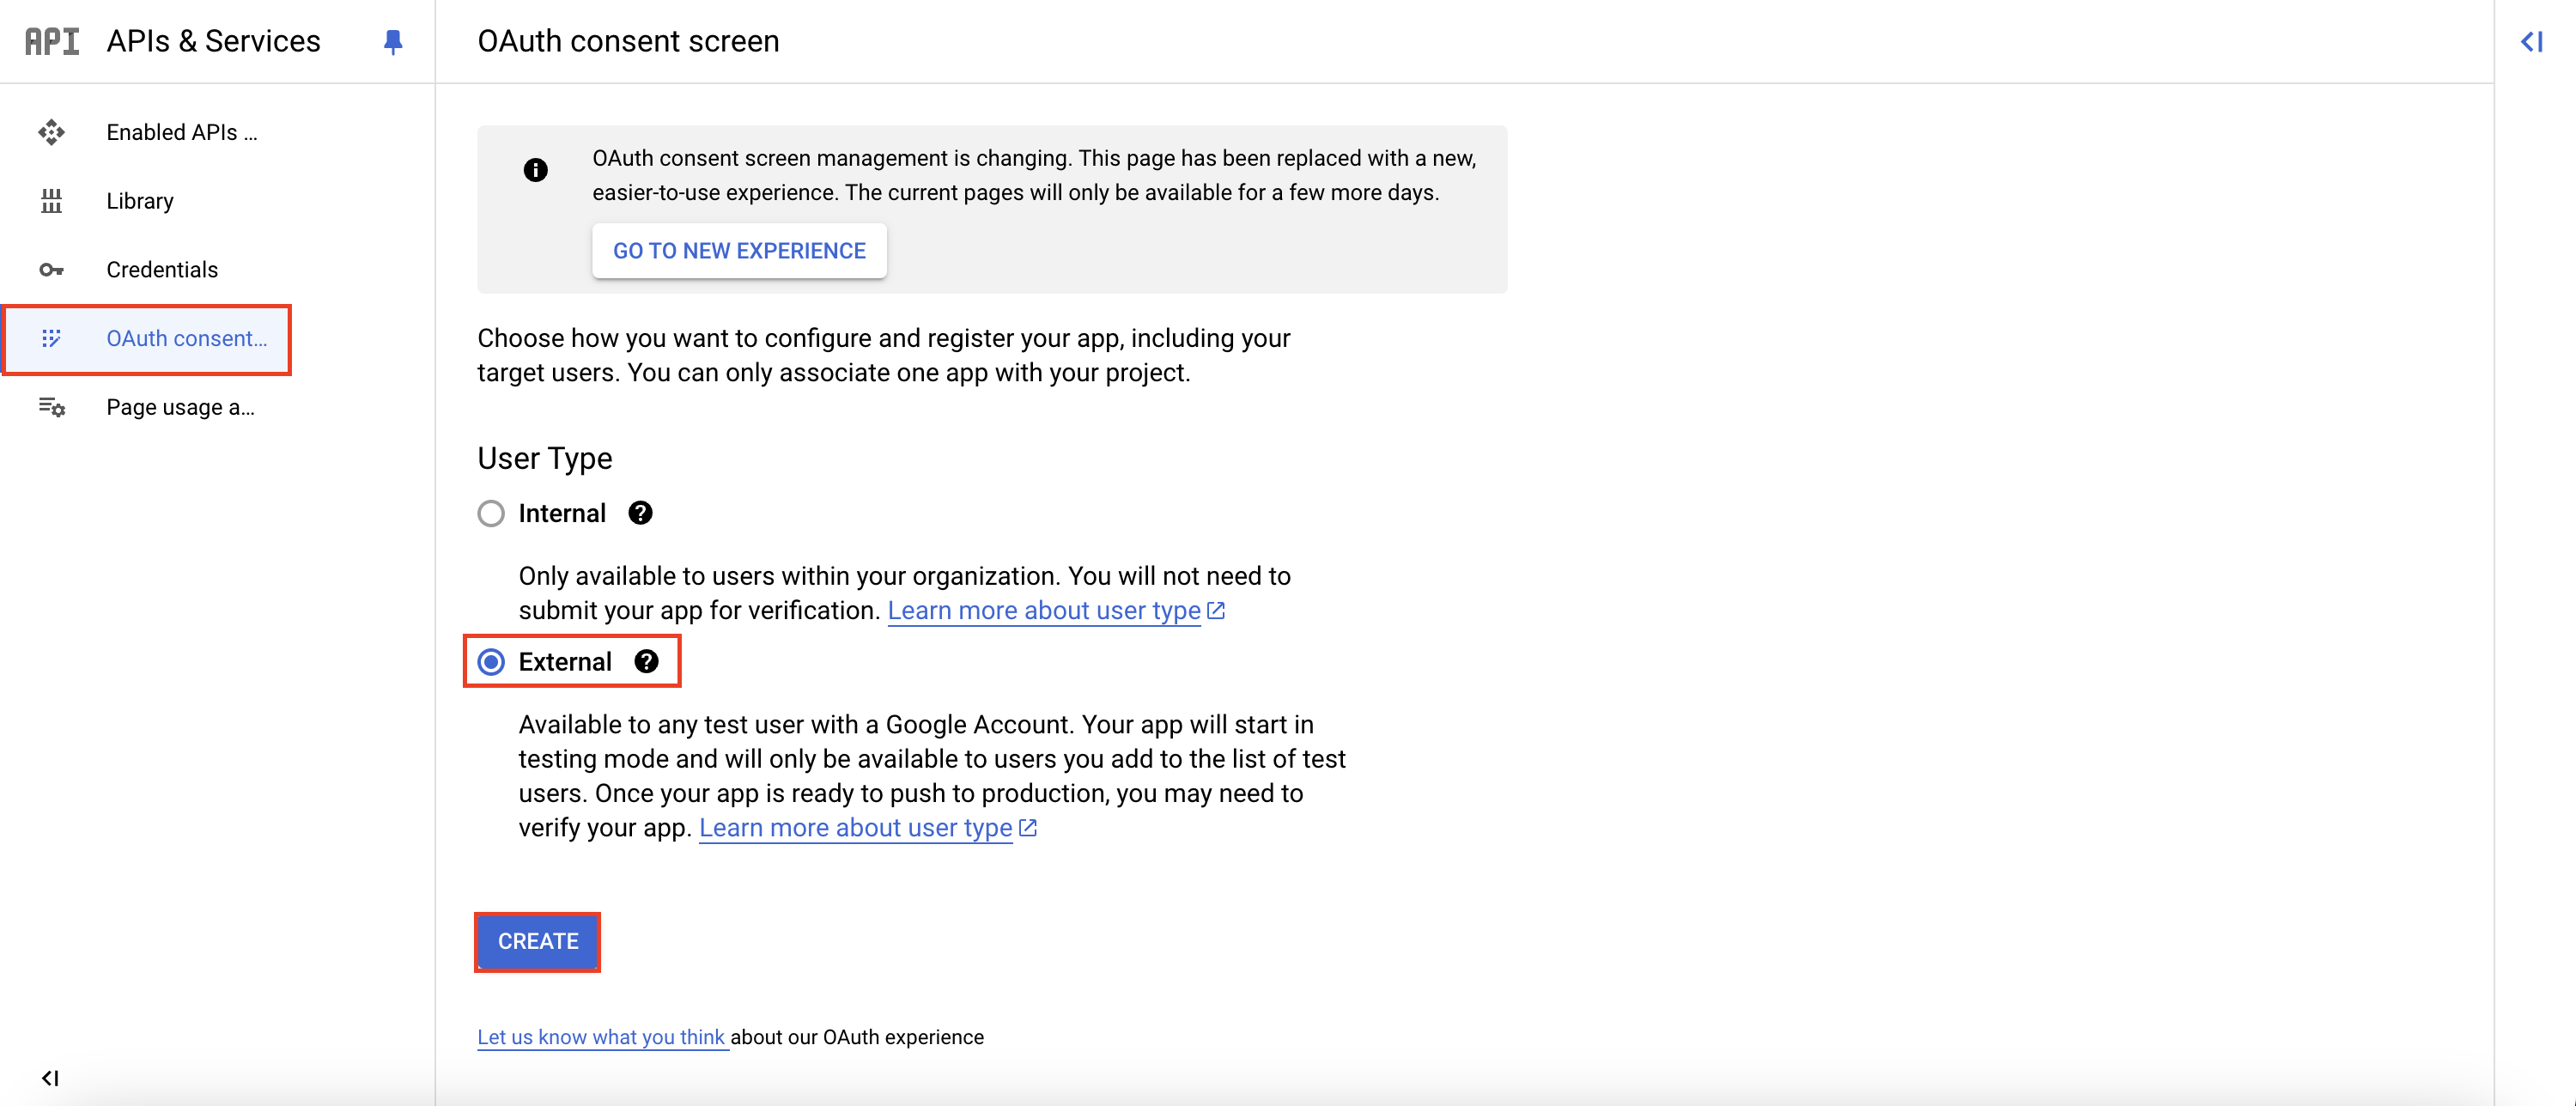 API APIs & Services
Enabled APIs ...
Library
Credentials
OAuth consent...
Page usage a...
OAuth consent screen
OAuth consent screen management is changing. This page has been replaced with a new,
easier-to-use experience. The current pages will only be available for a few more days.
GO TO NEW EXPERIENCE
Choose how you want to configure and register your app, including your
target users. You can only associate one app with your project.
User Type
Internal
Only available to users within your organization. You will not need to
submit your app for verification. Learn more about user type
External
Available to any test user with a Google Account. Your app will start in
testing mode and will only be available to users you add to the list of test
users. Once your app is ready to push to production, you may need to
verify your app. Learn more about user type
CREATE
Let us know what you think about our OAuth experience